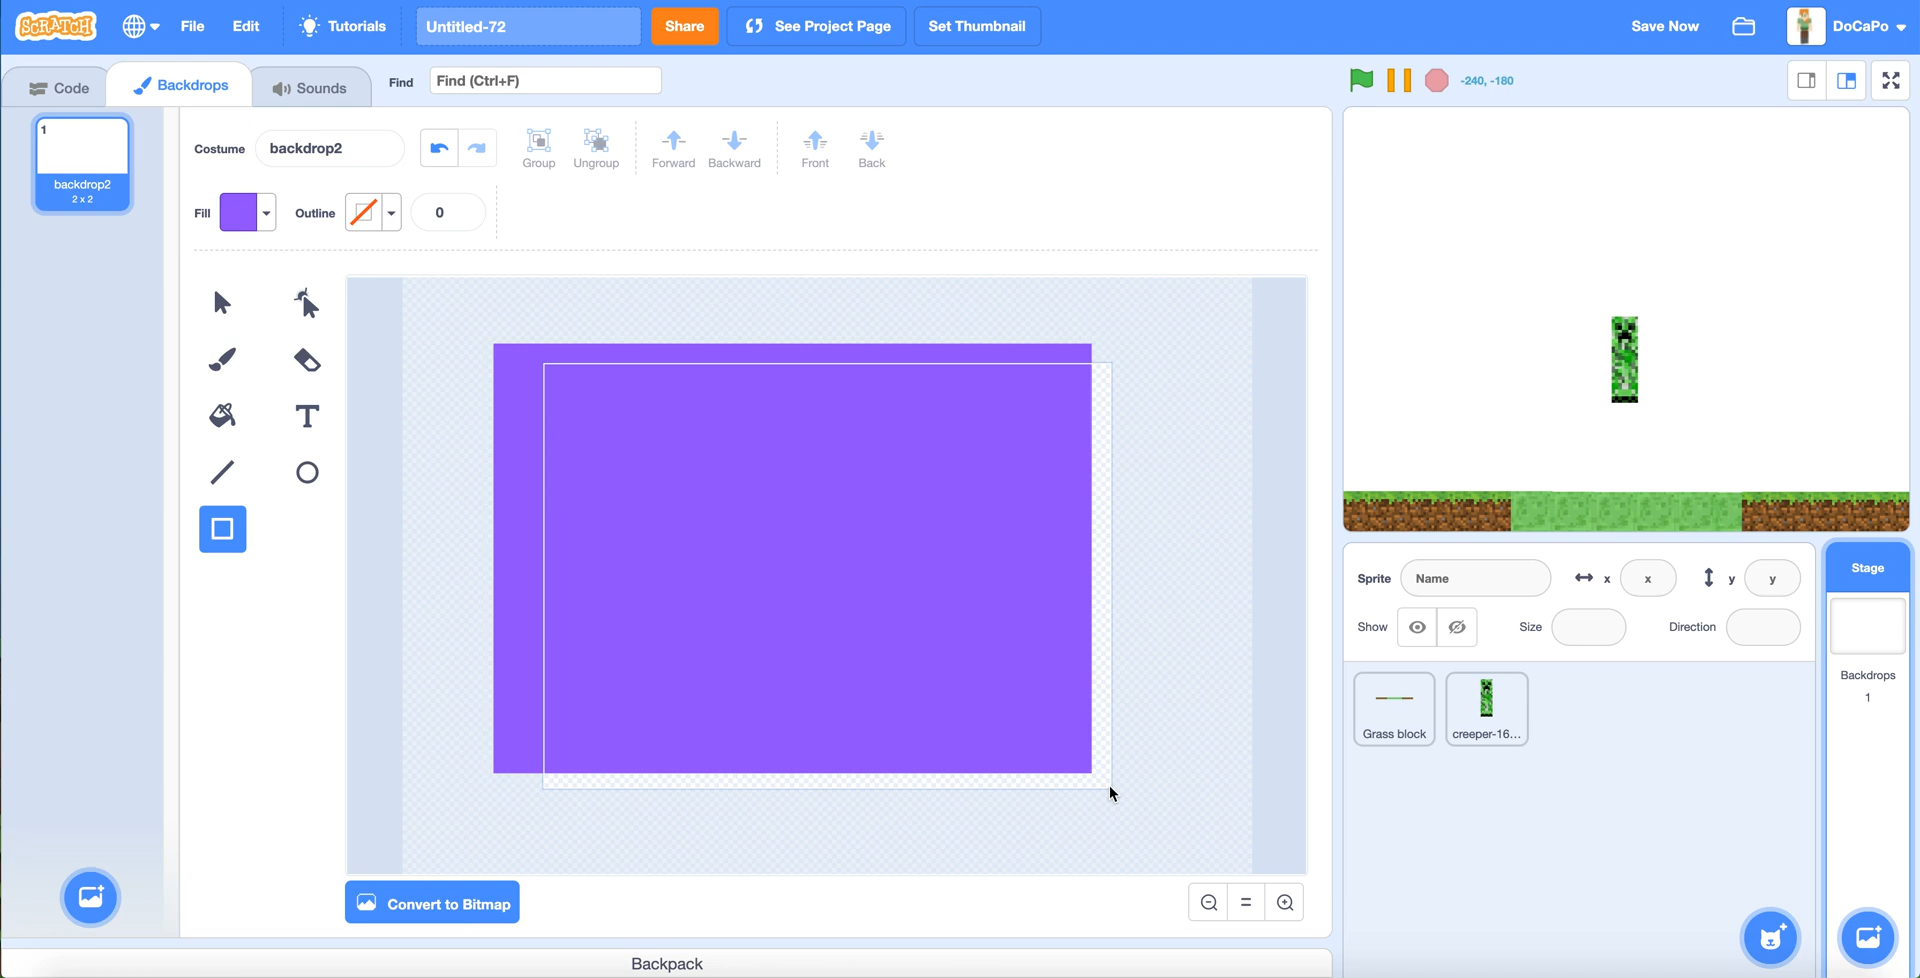 SCRATCH File Edit Tutorials Untitled-72 Share See Project Page Set Thumbnail Save Now DoCaPo
Code Backdrops Sounds Find Find (Ctrl+F) -240, -180
1
backdrop2
2 x 2
Costume backdrop2 Group Ungroup Forward Backward Front Back
Fill Outline 0
T
Convert to Bitmap
Backpack
Sprite Name x x y y
Show Size Direction
Grass block creeper-16...
Stage
Backdrops
1